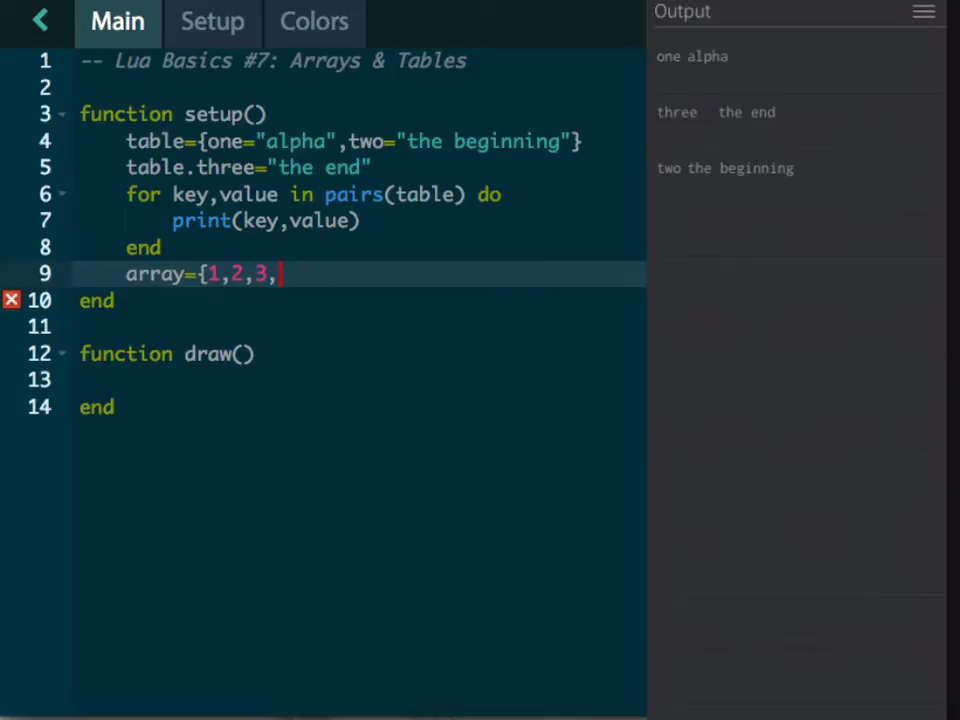 Main Setup Colors
1 -- Lua Basics #7: Arrays & Tables
2
3 function setup()
4 table={one="alpha",two="the beginning"}
5 table.three="the end"
6 for key,value in pairs(table) do
7 print(key,value)
8 end
9 array={1,2,3,
10 end
11
12 function draw()
13
14 end
Output
one alpha
three the end
two the beginning